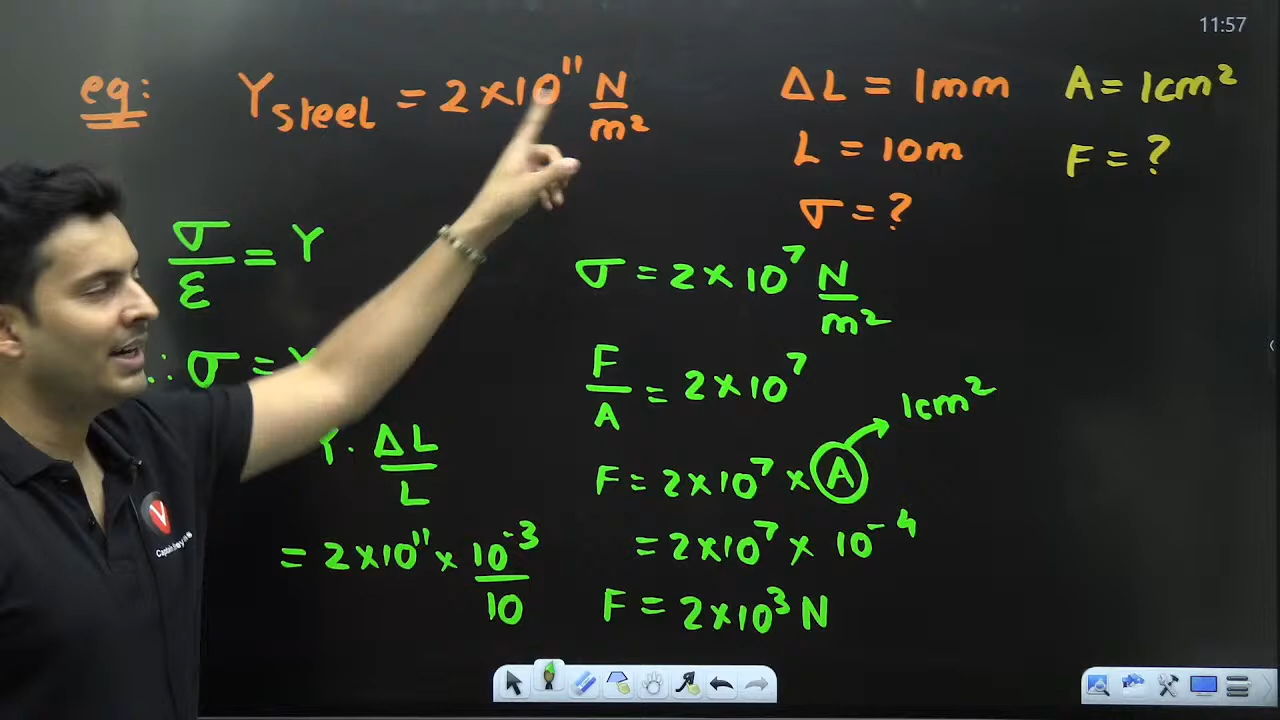 11:57
eg: Y steel = 2×10¹¹ N/m²
ΔL = 1mm
L = 10m
σ = ?
A = 1cm²
F = ?
σ/ε = Y
∴ σ = Y
Y · ΔL/L
= 2×10¹¹ × 10⁻³/10
σ = 2×10⁷ N/m²
F/A = 2×10⁷
F = 2×10⁷ × A → 1cm²
= 2×10⁷ × 10⁻⁴
F = 2×10³ N
V